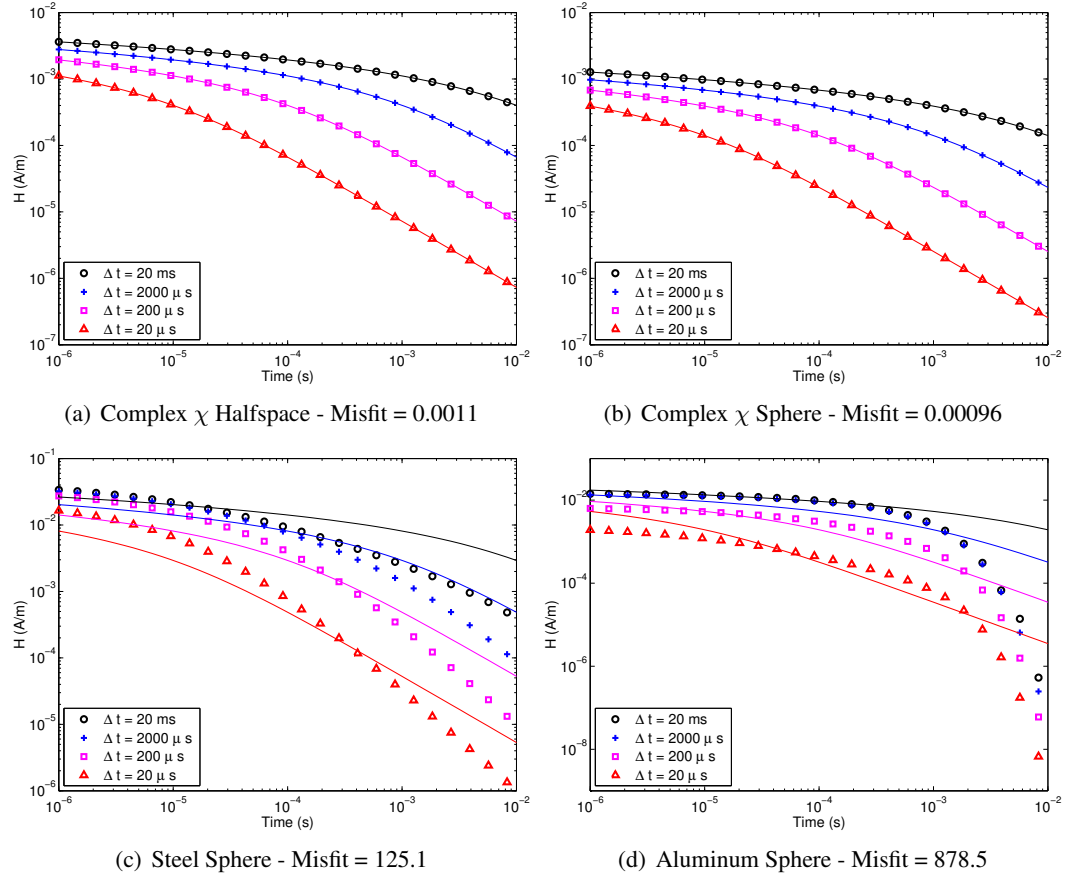 10^-2
10^-3
10^-4
10^-5
10^-6
10^-7
H (A/m)
Δ t = 20 ms
Δ t = 2000 μ s
Δ t = 200 μ s
Δ t = 20 μ s
10^-6 10^-5 10^-4 10^-3 10^-2
Time (s)
(a) Complex χ Halfspace - Misfit = 0.0011
10^-2
10^-3
10^-4
10^-5
10^-6
10^-7
H (A/m)
Δ t = 20 ms
Δ t = 2000 μ s
Δ t = 200 μ s
Δ t = 20 μ s
10^-6 10^-5 10^-4 10^-3 10^-2
Time (s)
(b) Complex χ Sphere - Misfit = 0.00096
10^-1
10^-2
10^-3
10^-4
10^-5
10^-6
H (A/m)
Δ t = 20 ms
Δ t = 2000 μ s
Δ t = 200 μ s
Δ t = 20 μ s
10^-6 10^-5 10^-4 10^-3 10^-2
Time (s)
(c) Steel Sphere - Misfit = 125.1
10^-2
10^-4
10^-6
10^-8
H (A/m)
Δ t = 20 ms
Δ t = 2000 μ s
Δ t = 200 μ s
Δ t = 20 μ s
10^-6 10^-5 10^-4 10^-3 10^-2
Time (s)
(d) Aluminum Sphere - Misfit = 878.5